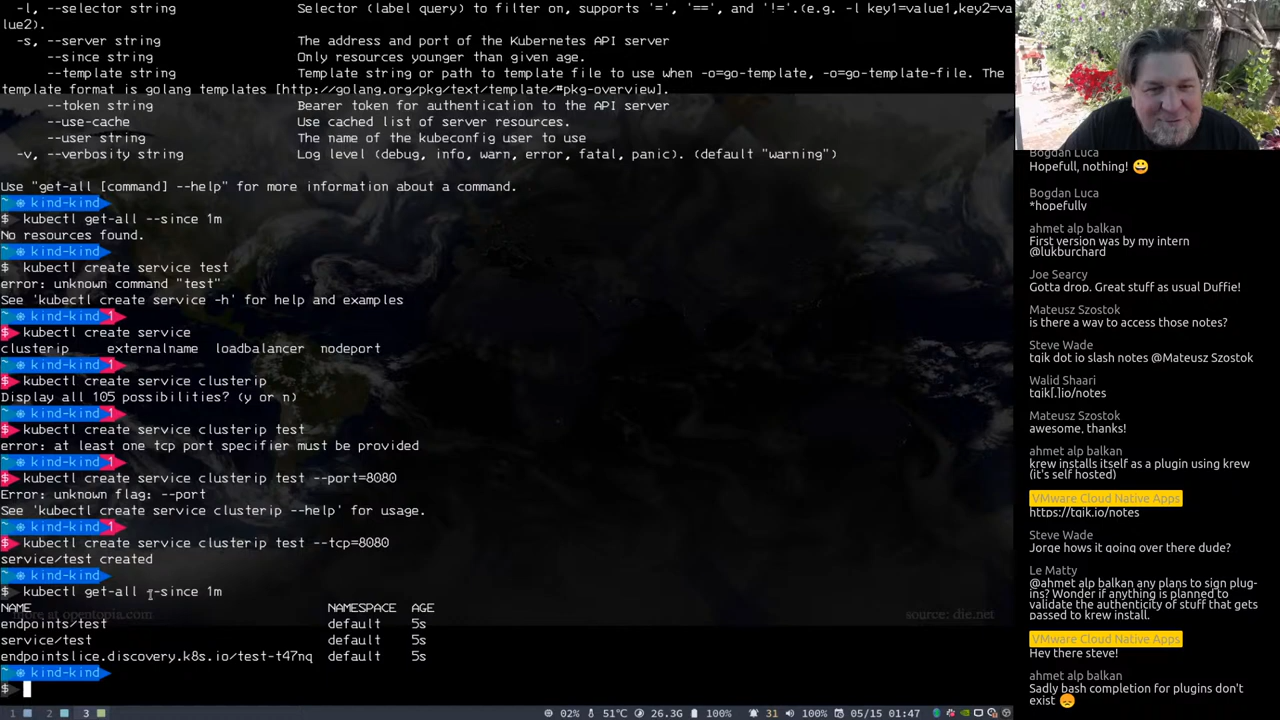 -l, --selector string Selector (label query) to filter on, supports '=', '==', and '!='.(e.g. -l key1=value1,key2=va
lue2).
-s, --server string The address and port of the Kubernetes API server
--since string Only resources younger than given age.
--template string Template string or path to template file to use when -o=go-template, -o=go-template-file. The
template format is golang templates [http://golang.org/pkg/text/template/#pkg-overview].
--token string Bearer token for authentication to the API server
--use-cache Use cached list of server resources.
--user string The name of the kubeconfig user to use
-v, --verbosity string Log level (debug, info, warn, error, fatal, panic). (default "warning")
Use "get-all [command] --help" for more information about a command.
~ ⎈ kind-kind
$ kubectl get-all --since 1m
No resources found.
~ ⎈ kind-kind
$ kubectl create service test
error: unknown command "test"
See 'kubectl create service -h' for help and examples
~ ⎈ kind-kind 1
$ kubectl create service
clusterip externalname loadbalancer nodeport
~ ⎈ kind-kind 1
$ kubectl create service clusterip
Display all 105 possibilities? (y or n)
~ ⎈ kind-kind 1
$ kubectl create service clusterip test
error: at least one tcp port specifier must be provided
~ ⎈ kind-kind 1
$ kubectl create service clusterip test --port=8080
Error: unknown flag: --port
See 'kubectl create service clusterip --help' for usage.
~ ⎈ kind-kind 1
$ kubectl create service clusterip test --tcp=8080
service/test created
~ ⎈ kind-kind
$ kubectl get-all --since 1m
NAME NAMESPACE AGE
endpoints/test default 5s
service/test default 5s
endpointslice.discovery.k8s.io/test-t47nq default 5s
~ ⎈ kind-kind
$
more at opentopia.com
source: die.net
1 2 3
02% 51°C 26.3G 100% 31 100% 05/15 01:47
Bogdan Luca
Hopefull, nothing! 😀
Bogdan Luca
*hopefully
ahmet alp balkan
First version was by my intern
@lukburchard
Joe Searcy
Gotta drop. Great stuff as usual Duffie!
Mateusz Szostok
is there a way to access those notes?
Steve Wade
tgik dot io slash notes @Mateusz Szostok
Walid Shaari
tgik[.]io/notes
Mateusz Szostok
awesome, thanks!
ahmet alp balkan
krew installs itself as a plugin using krew
(it's self hosted)
VMware Cloud Native Apps
https://tgik.io/notes
Steve Wade
Jorge hows it going over there dude?
Le Matty
@ahmet alp balkan any plans to sign plug-
ins? Wonder if anything is planned to
validate the authenticity of stuff that gets
passed to krew install.
VMware Cloud Native Apps
Hey there steve!
ahmet alp balkan
Sadly bash completion for plugins don't
exist 😞